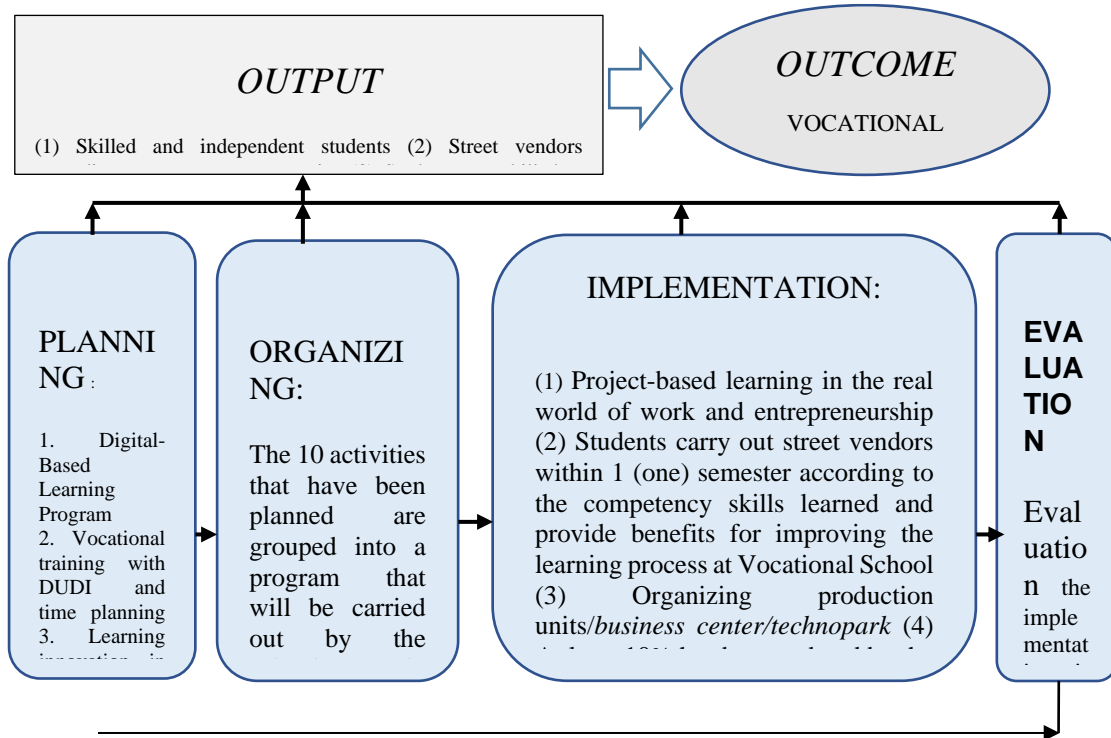 OUTPUT
(1) Skilled and independent students (2) Street vendors
OUTCOME
VOCATIONAL
PLANNI
NG :
1. Digital-
Based
Learning
Program
2. Vocational
training with
DUDI and
time planning
3. Learning
ORGANIZI
NG:
The 10 activities
that have been
planned are
grouped into a
program that
will be carried
out by the
IMPLEMENTATION:
(1) Project-based learning in the real
world of work and entrepreneurship
(2) Students carry out street vendors
within 1 (one) semester according to
the competency skills learned and
provide benefits for improving the
learning process at Vocational School
(3) Organizing production
units/business center/technopark (4)
EVA
LUA
TIO
N
Eval
uatio
n the
imple
mentat